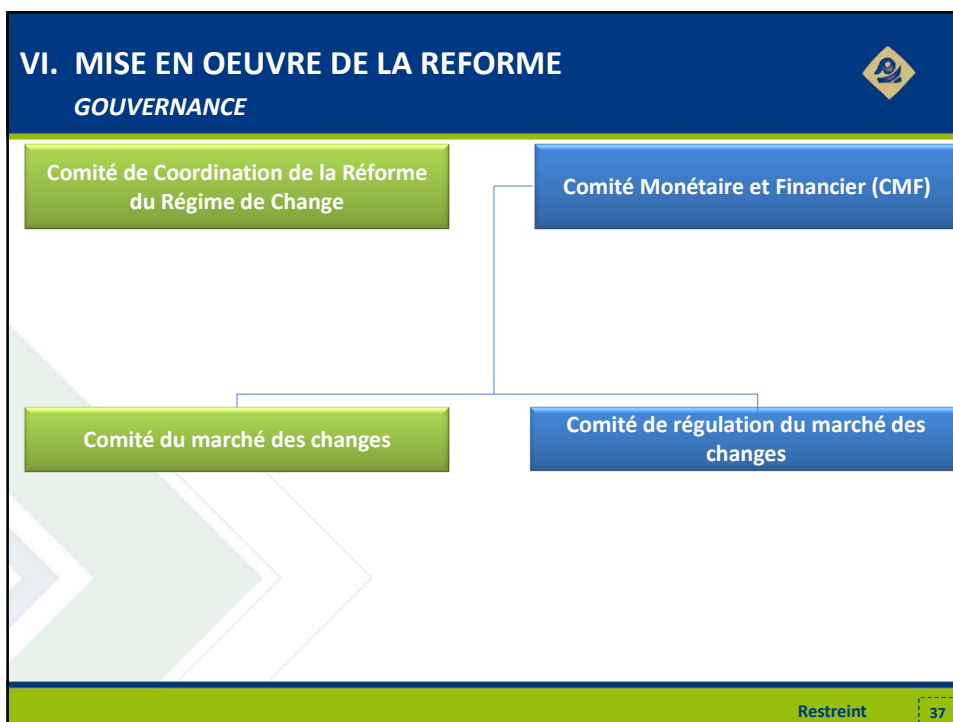 VI. MISE EN OEUVRE DE LA REFORME
GOUVERNANCE
Comité de Coordination de la Réforme
du Régime de Change
Comité Monétaire et Financier (CMF)
Comité du marché des changes
Comité de régulation du marché des
changes
Restreint
37